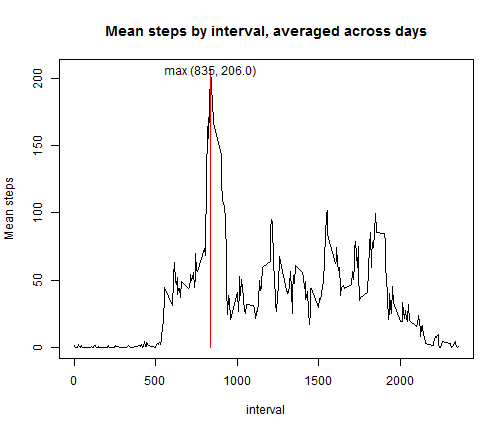 Mean steps by interval, averaged across days
max (835, 206.0)
200
150
100
50
0
Mean steps
0 500 1000 1500 2000
interval